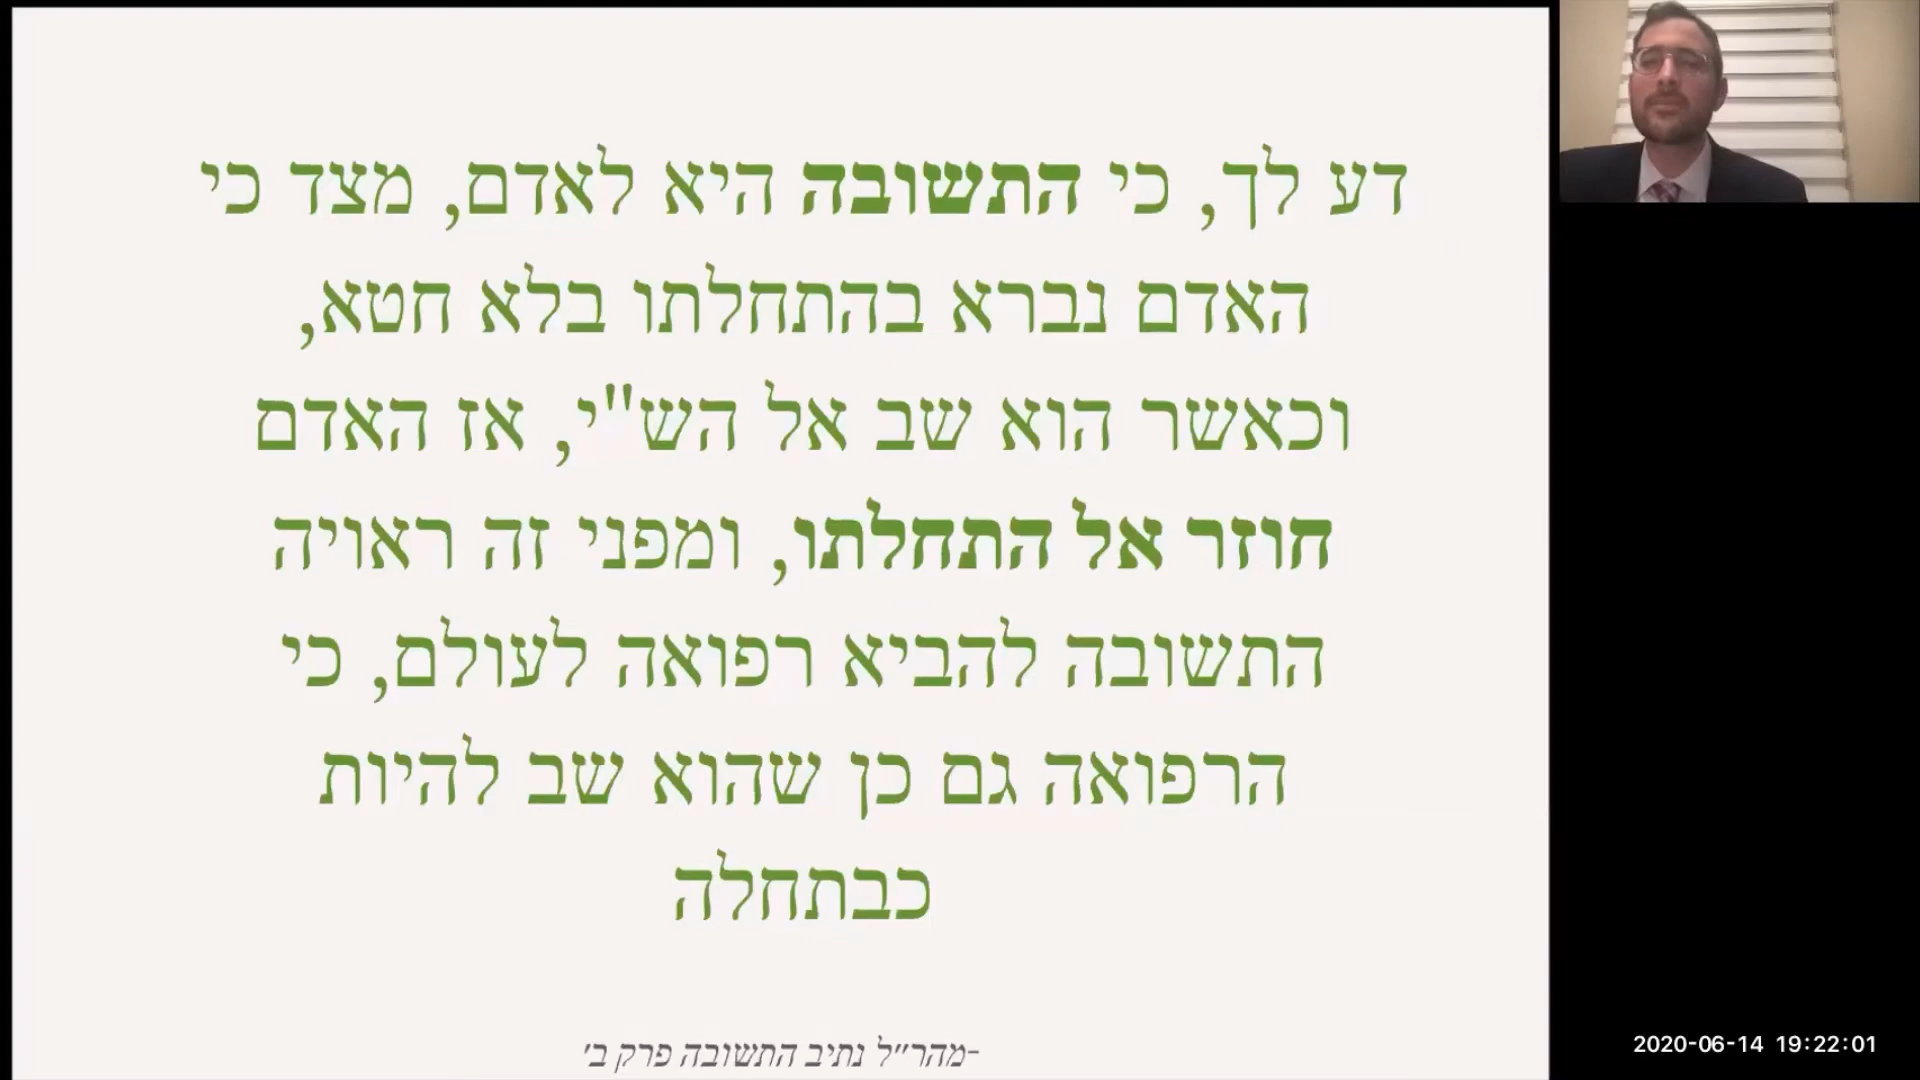 דע לך, כי התשובה היא לאדם, מצד כי
האדם נברא בהתחלתו בלא חטא,
וכאשר הוא שב אל הש"י, אז האדם
חוזר אל התחלתו, ומפני זה ראויה
התשובה להביא רפואה לעולם, כי
הרפואה גם כן שהוא שב להיות
כבתחלה
-מהר״ל נתיב התשובה פרק ב׳
2020-06-14 19:22:01